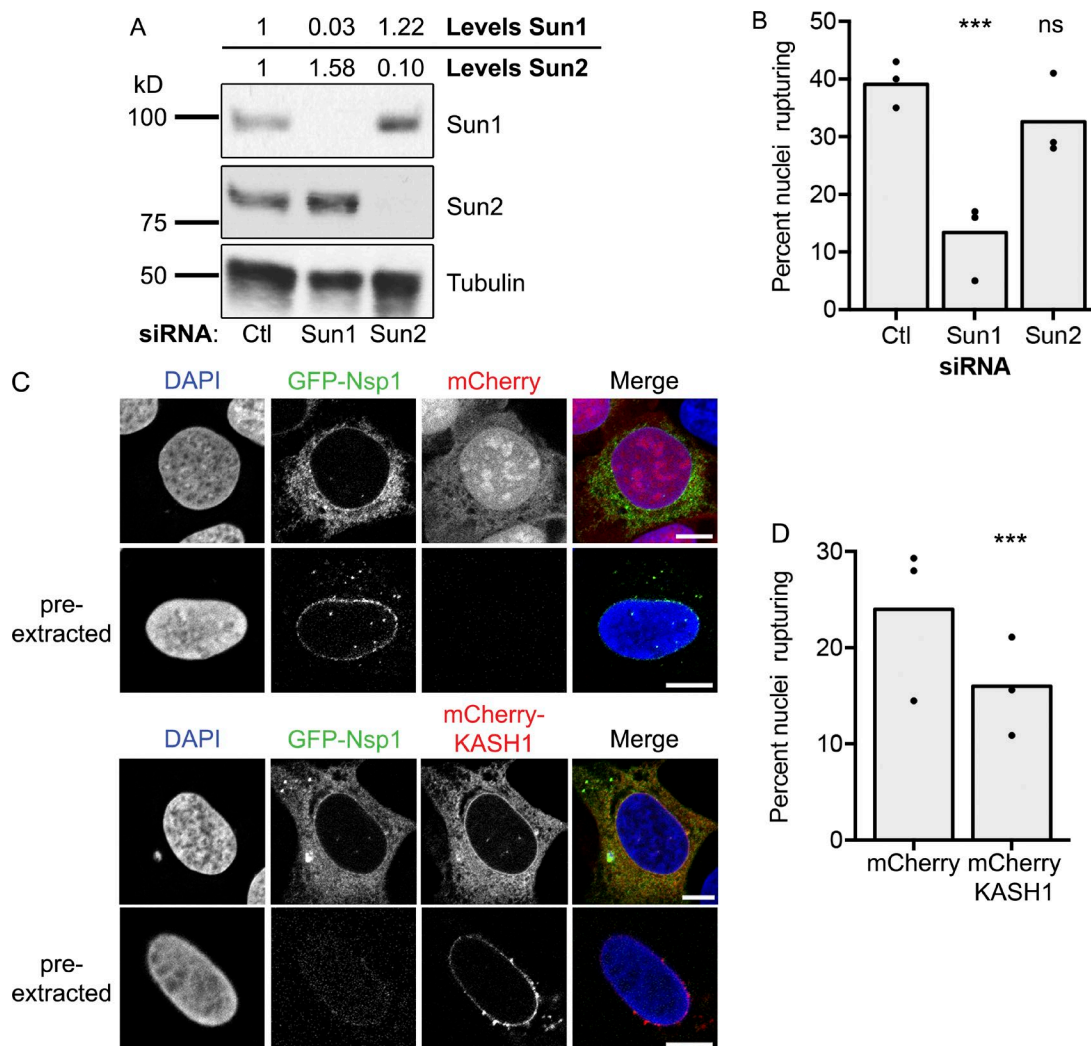 A
1 0.03 1.22 Levels Sun1
1 1.58 0.10 Levels Sun2
kD
100
Sun1
Sun2
75
50
Tubulin
siRNA: Ctl Sun1 Sun2
B
*** ns
50
40
30
20
10
0
Percent nuclei rupturing
Ctl Sun1 Sun2
siRNA
C
DAPI GFP-Nsp1 mCherry Merge
pre-
extracted
DAPI GFP-Nsp1 mCherry-
KASH1 Merge
pre-
extracted
D
***
30
20
10
0
Percent nuclei rupturing
mCherry mCherry
KASH1